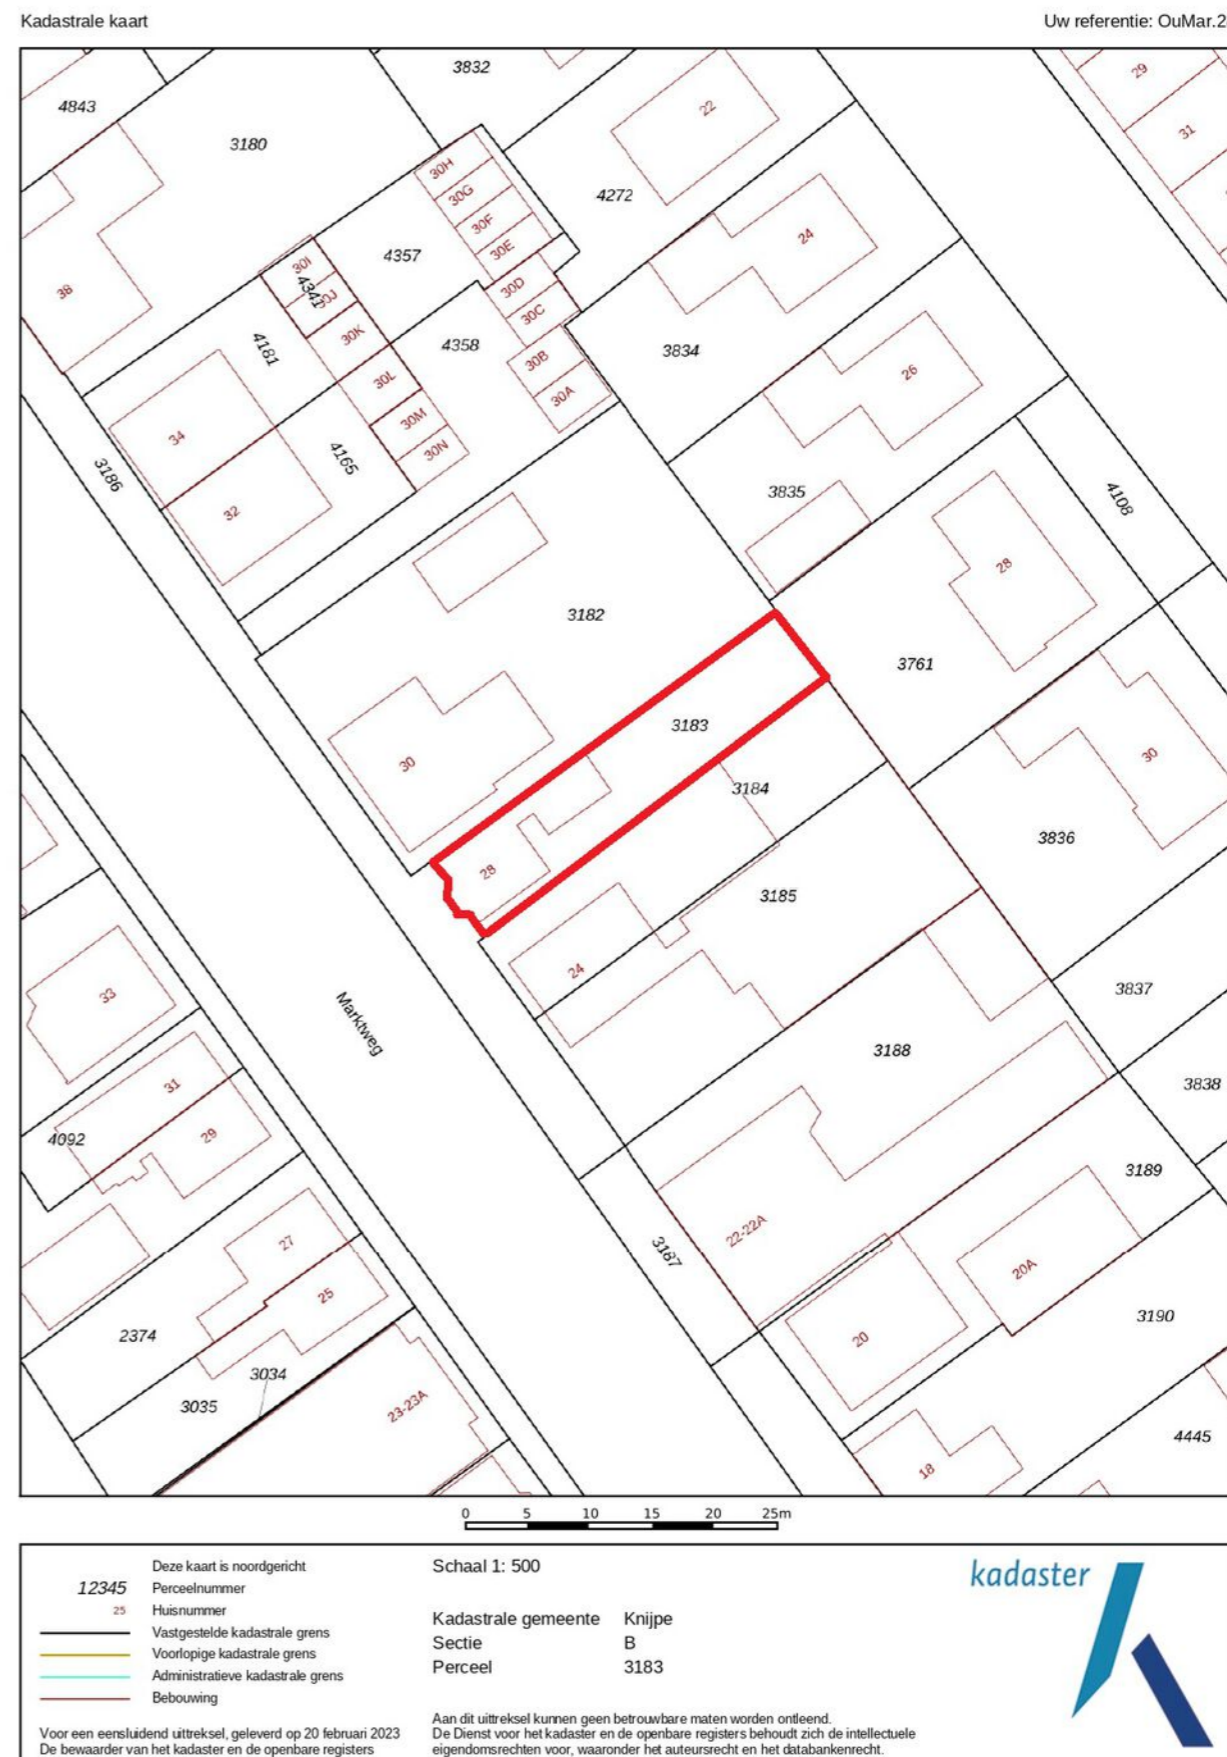 Kadastrale kaart
Uw referentie: OuMar.2
3832
29
4843
22
31
3180
30H
30G
4272
30F
24
4357
30E
30I
4341
30J
30D
38
30C
30K
4181
4358
3834
30B
26
30L
30A
30M
34
30N
4165
3186
3835
4108
32
28
3182
3761
3183
30
30
3184
3836
28
3185
24
33
3837
Marktweg
3188
31
3838
29
4092
3189
22-22A
27
3187
20A
25
3190
2374
20
3034
3035
23-23A
4445
18
0 5 10 15 20 25m
Deze kaart is noordgericht
12345 Perceelnummer
25 Huisnummer
Vastgestelde kadastrale grens
Voorlopige kadastrale grens
Administratieve kadastrale grens
Bebouwing
Voor een eensluidend uittreksel, geleverd op 20 februari 2023
De bewaarder van het kadaster en de openbare registers
Schaal 1: 500
Kadastrale gemeente Knijpe
Sectie B
Perceel 3183
Aan dit uittreksel kunnen geen betrouwbare maten worden ontleend.
De Dienst voor het kadaster en de openbare registers behoudt zich de intellectuele
eigendomsrechten voor, waaronder het auteursrecht en het databankenrecht.
kadaster